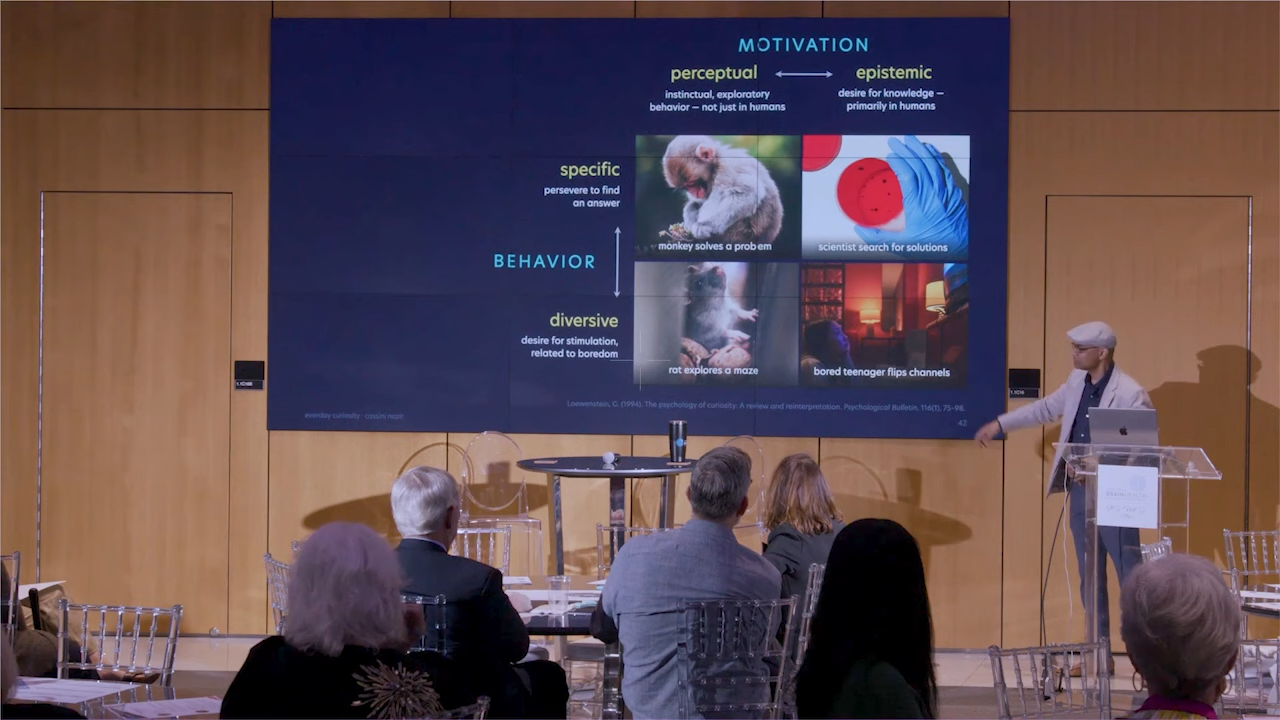 MOTIVATION
perceptual
epistemic
instinctual, exploratory
behavior — not just in humans
desire for knowledge —
primarily in humans
specific
persevere to find
an answer
monkey solves a problem
scientist search for solutions
BEHAVIOR
diversive
desire for stimulation,
related to boredom
rat explores a maze
bored teenager flips channels
Loewenstein, G. (1994). The psychology of curiosity: A review and reinterpretation. Psychological Bulletin, 116(1), 75–98.
everyday curiosity
42